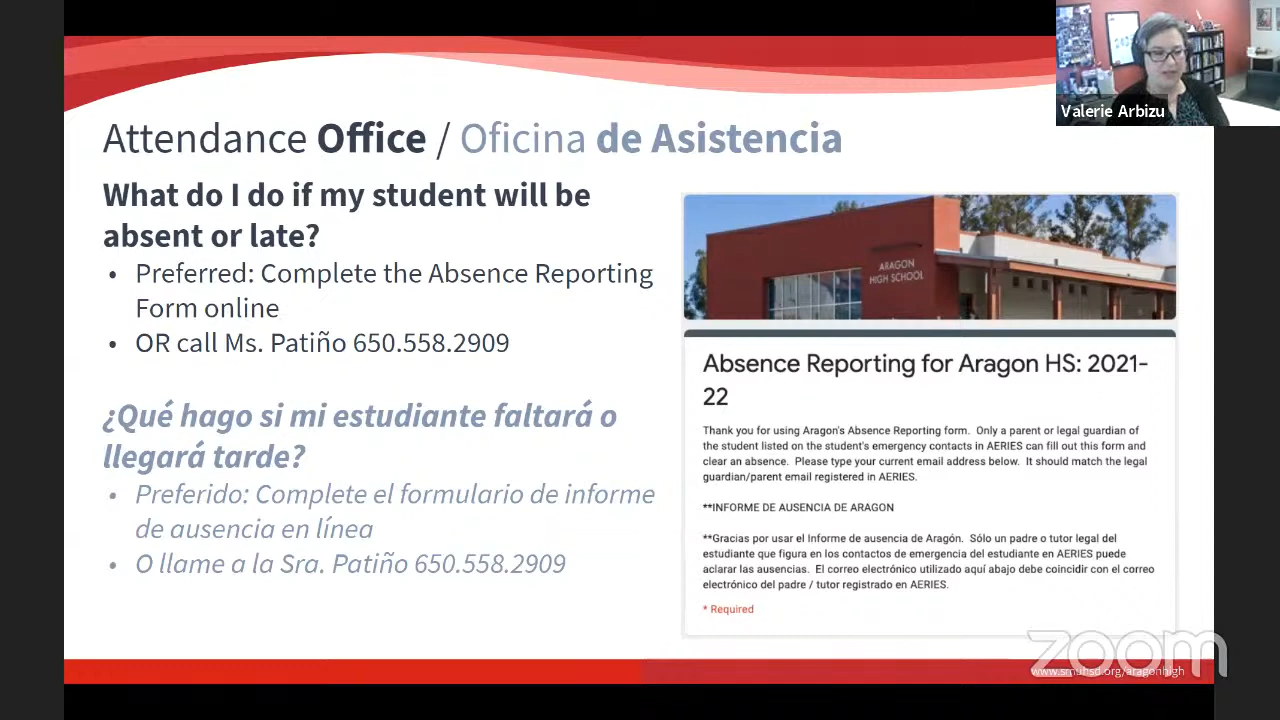 Valerie Arbizu
Attendance Office / Oficina de Asistencia
What do I do if my student will be
absent or late?
• Preferred: Complete the Absence Reporting
Form online
• OR call Ms. Patiño 650.558.2909
¿Qué hago si mi estudiante faltará o
llegará tarde?
• Preferido: Complete el formulario de informe
de ausencia en línea
• O llame a la Sra. Patiño 650.558.2909
ARAGON
HIGH SCHOOL
Absence Reporting for Aragon HS: 2021-
22
Thank you for using Aragon's Absence Reporting form. Only a parent or legal guardian of
the student listed on the student's emergency contacts in AERIES can fill out this form and
clear an absence. Please type your current email address below. It should match the legal
guardian/parent email registered in AERIES.
**INFORME DE AUSENCIA DE ARAGON
**Gracias por usar el Informe de ausencia de Aragón. Sólo un padre o tutor legal del
estudiante que figura en los contactos de emergencia del estudiante en AERIES puede
aclarar las ausencias. El correo electrónico utilizado aquí abajo debe coincidir con el correo
electrónico del padre / tutor registrado en AERIES.
* Required
zoom
www.smuhsd.org/aragonhigh